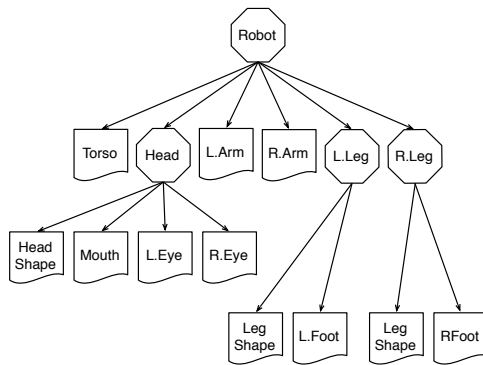 Robot
Torso
Head
L.Arm
R.Arm
L.Leg
R.Leg
Head
Shape
Mouth
L.Eye
R.Eye
Leg
Shape
L.Foot
Leg
Shape
RFoot